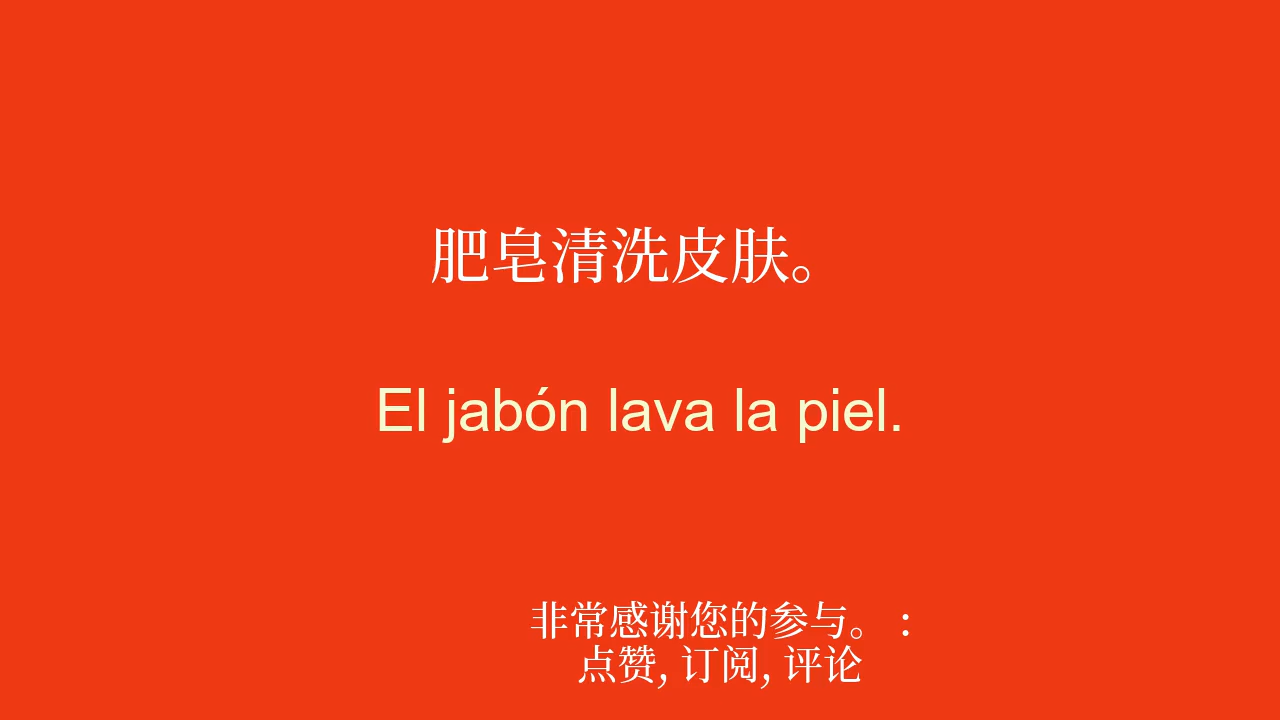 肥皂清洗皮肤。
El jabón lava la piel.
非常感谢您的参与。 :
点赞, 订阅, 评论